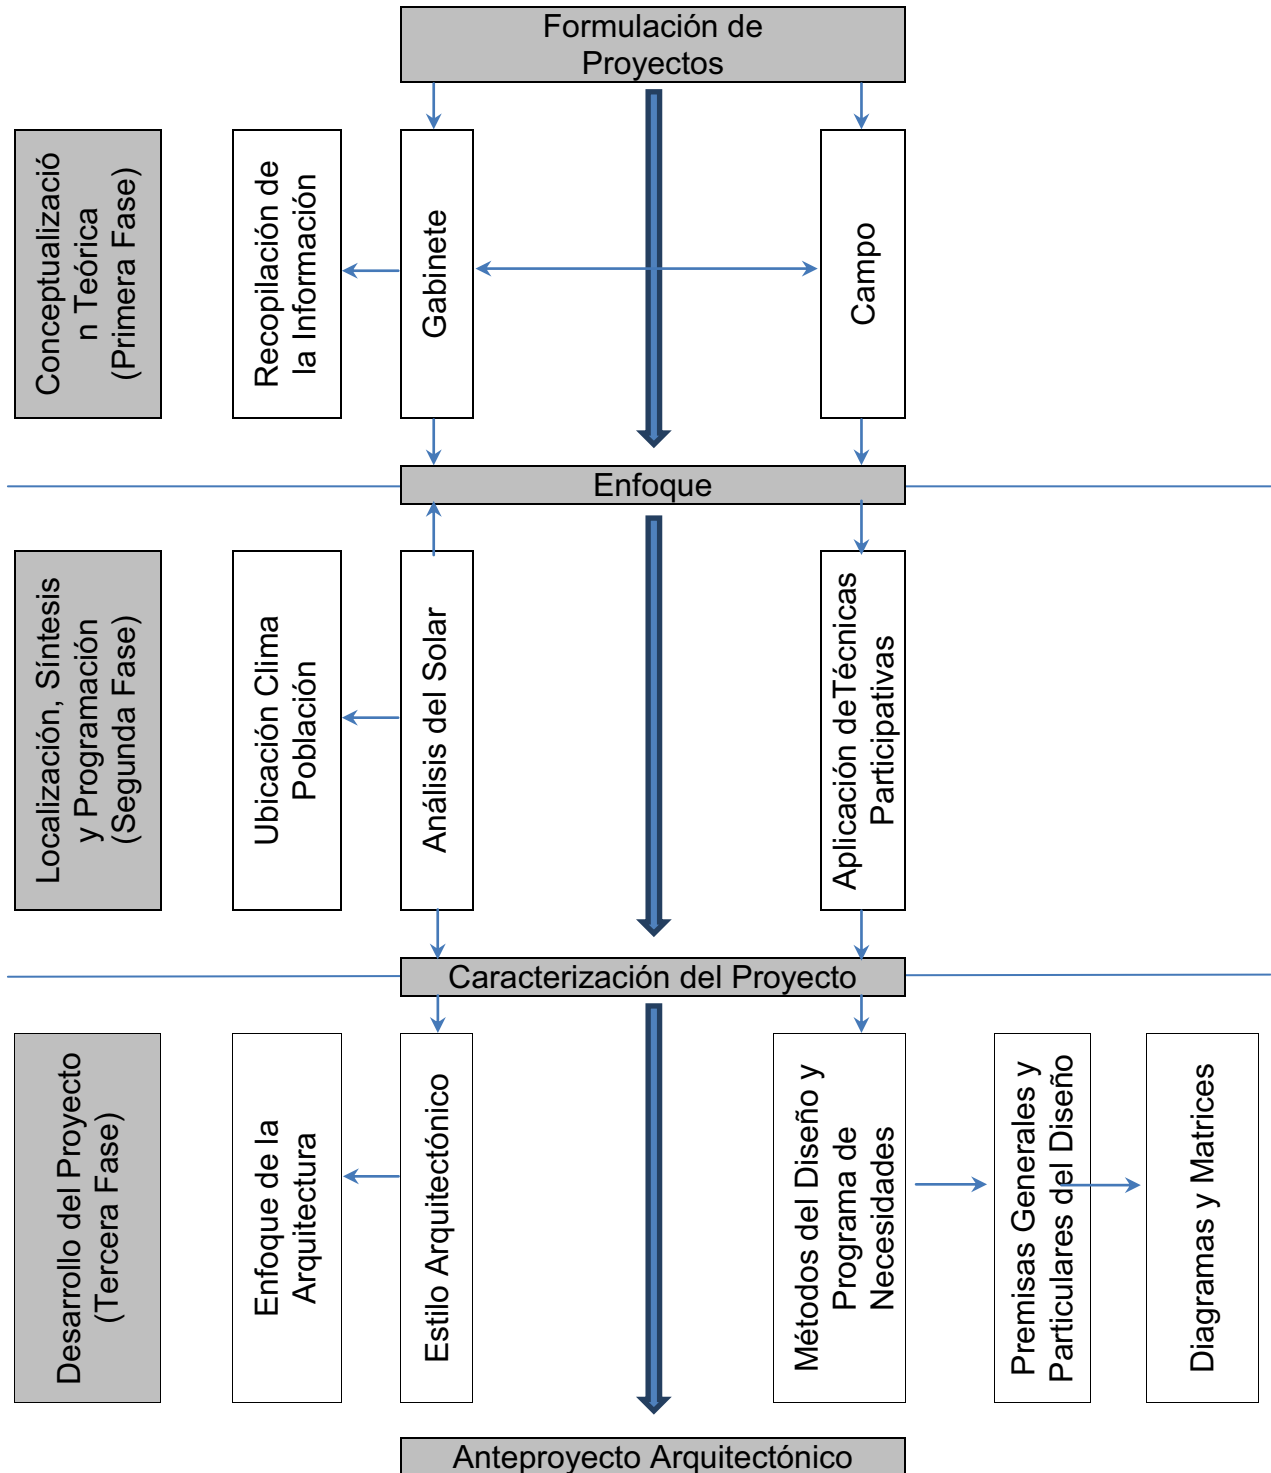 Formulación de
Proyectos
Conceptualizació
n Teórica
(Primera Fase)
Recopilación de
la Información
Gabinete
Campo
Enfoque
Localización, Síntesis
y Programación
(Segunda Fase)
Ubicación Clima
Población
Análisis del Solar
Aplicación deTécnicas
Participativas
Caracterización del Proyecto
Desarrollo del Proyecto
(Tercera Fase)
Enfoque de la
Arquitectura
Estilo Arquitectónico
Métodos del Diseño y
Programa de
Necesidades
Premisas Generales y
Particulares del Diseño
Diagramas y Matrices
Anteproyecto Arquitectónico